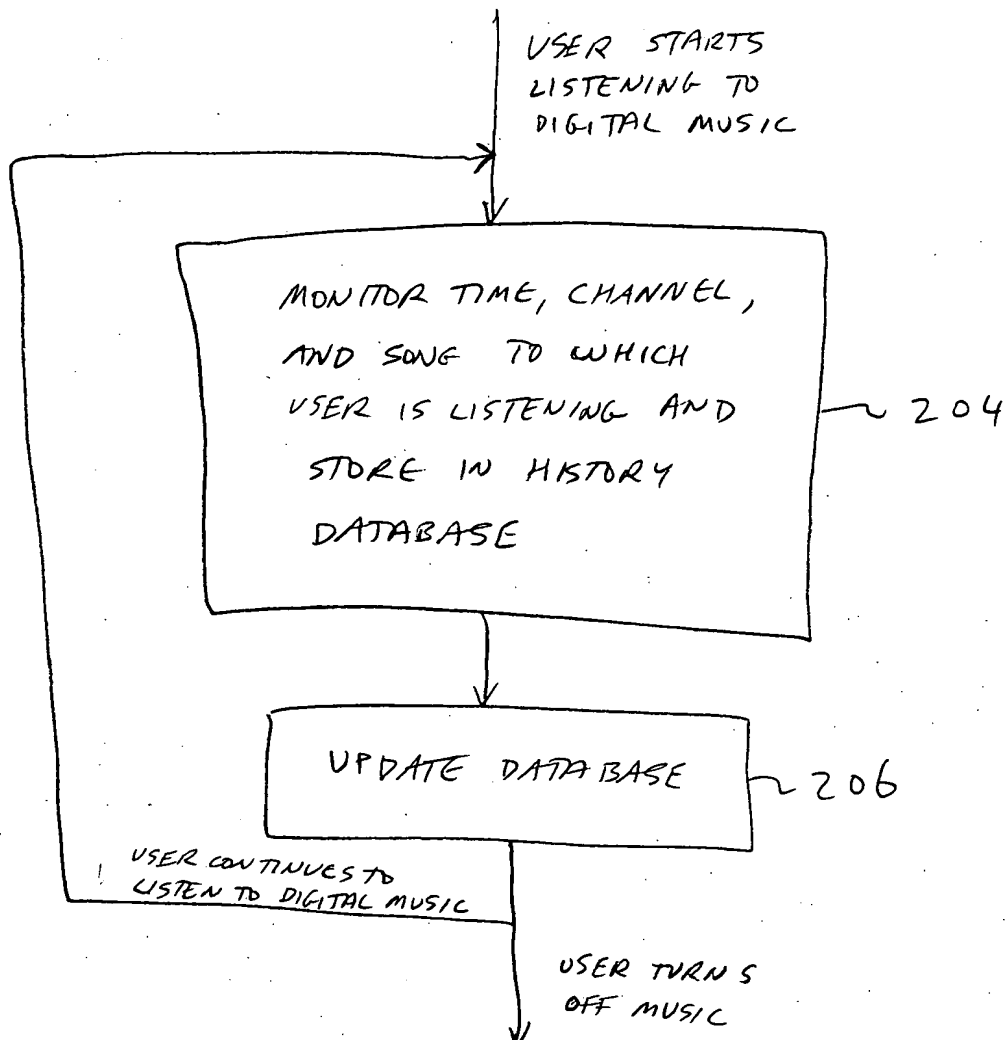 USER STARTS
LISTENING TO
DIGITAL MUSIC
MONITOR TIME, CHANNEL,
AND SONG TO WHICH
USER IS LISTENING AND
STORE IN HISTORY
DATABASE
204
UPDATE DATABASE
206
USER CONTINUES TO
LISTEN TO DIGITAL MUSIC
USER TURNS
OFF MUSIC